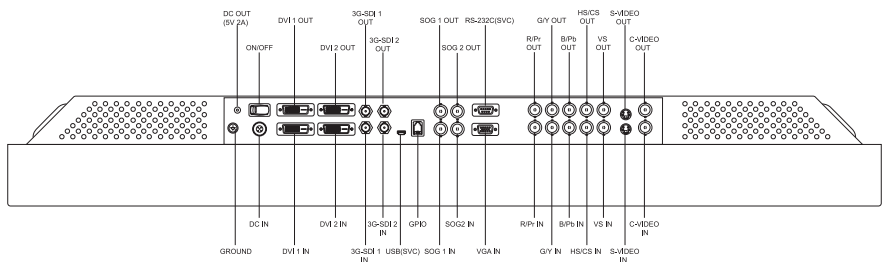 DC OUT
(5V 2A)
ON/OFF
DVI 1 OUT
DVI 2 OUT
3G-SDI 1
OUT
3G-SDI 2
OUT
SOG 1 OUT
SOG 2 OUT
RS-232C(SVC)
R/Pr
OUT
G/Y OUT
B/Pb
OUT
HS/CS
OUT
VS
OUT
S-VIDEO
OUT
C-VIDEO
OUT
GROUND
DC IN
DVI 1 IN
DVI 2 IN
3G-SDI 1
IN
3G-SDI 2
IN
USB(SVC)
GPIO
SOG 1 IN
SOG2 IN
VGA IN
R/Pr IN
G/Y IN
B/Pb IN
HS/CS IN
VS IN
S-VIDEO
IN
C-VIDEO
IN